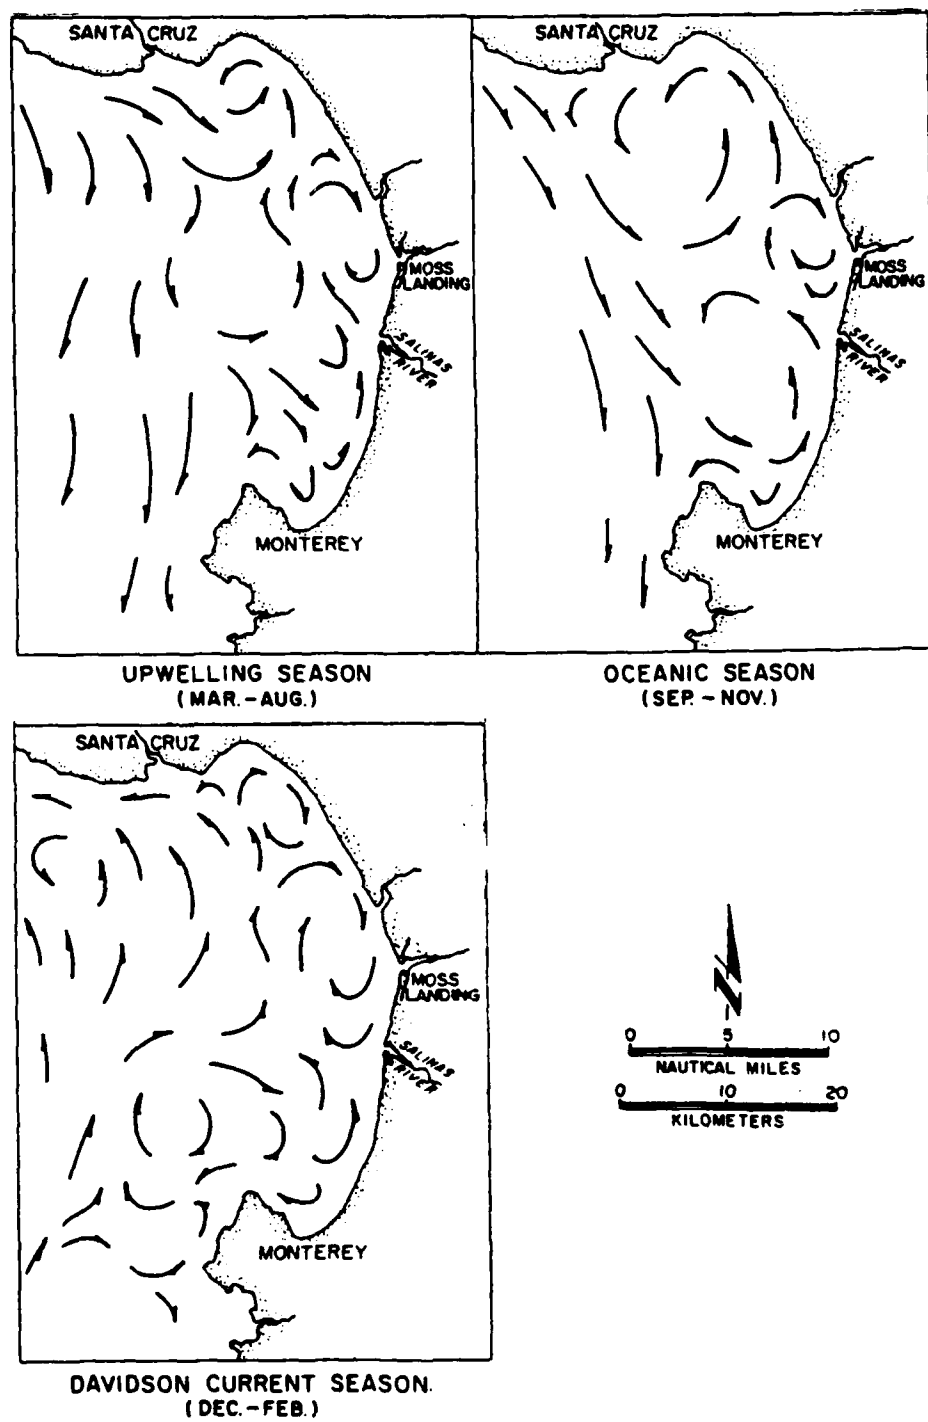 SANTA CRUZ
MOSS
LANDING
SALINAS
RIVER
MONTEREY
UPWELLING SEASON
(MAR.-AUG.)
SANTA CRUZ
MOSS
LANDING
SALINAS
RIVER
MONTEREY
OCEANIC SEASON
(SEP.-NOV.)
SANTA CRUZ
MOSS
LANDING
SALINAS
RIVER
MONTEREY
DAVIDSON CURRENT SEASON.
(DEC.-FEB.)
N
0 5 10
NAUTICAL MILES
0 10 20
KILOMETERS